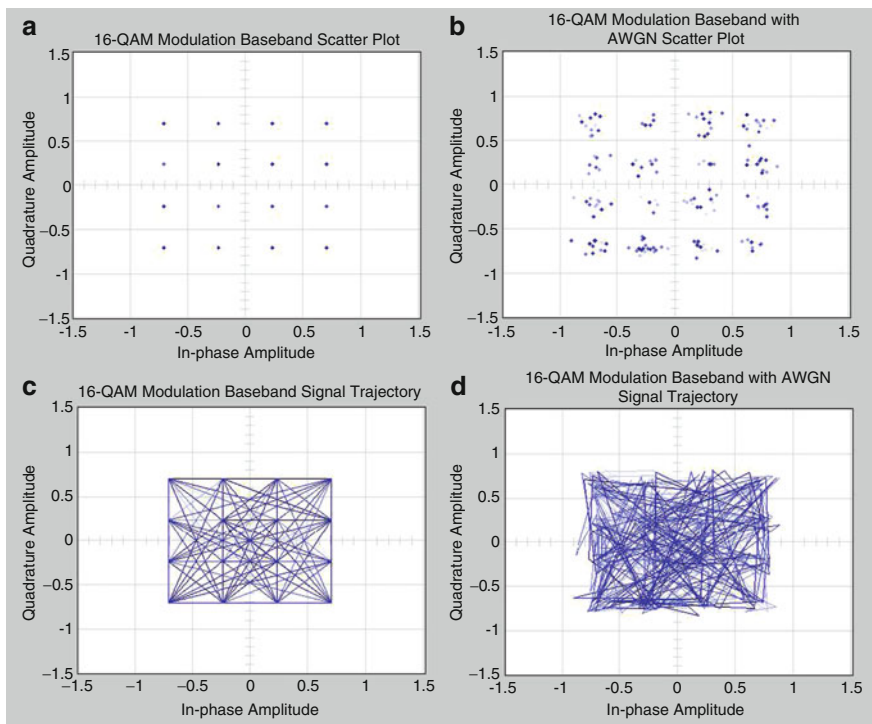 a
16-QAM Modulation Baseband Scatter Plot
Quadrature Amplitude
1.5
1
0.5
0
-0.5
-1
−1.5
-1.5 -1.0 -0.5 0 0.5 1 1.5
In-phase Amplitude
b
16-QAM Modulation Baseband with
AWGN Scatter Plot
Quadrature Amplitude
1.5
1
0.5
0
-0.5
-1
−1.5
-1.5 -1.0 -0.5 0 0.5 1 1.5
In-phase Amplitude
c
16-QAM Modulation Baseband Signal Trajectory
Quadrature Amplitude
1.5
1
0.5
0
-0.5
-1
−1.5
−1.5 -1.0 -0.5 0 0.5 1 1.5
In-phase Amplitude
d
16-QAM Modulation Baseband with AWGN
Signal Trajectory
Quadrature Amplitude
1.5
1
0.5
0
-0.5
-1
−1.5
-1.5 -1.0 -0.5 0 0.5 1 1.5
In-phase Amplitude